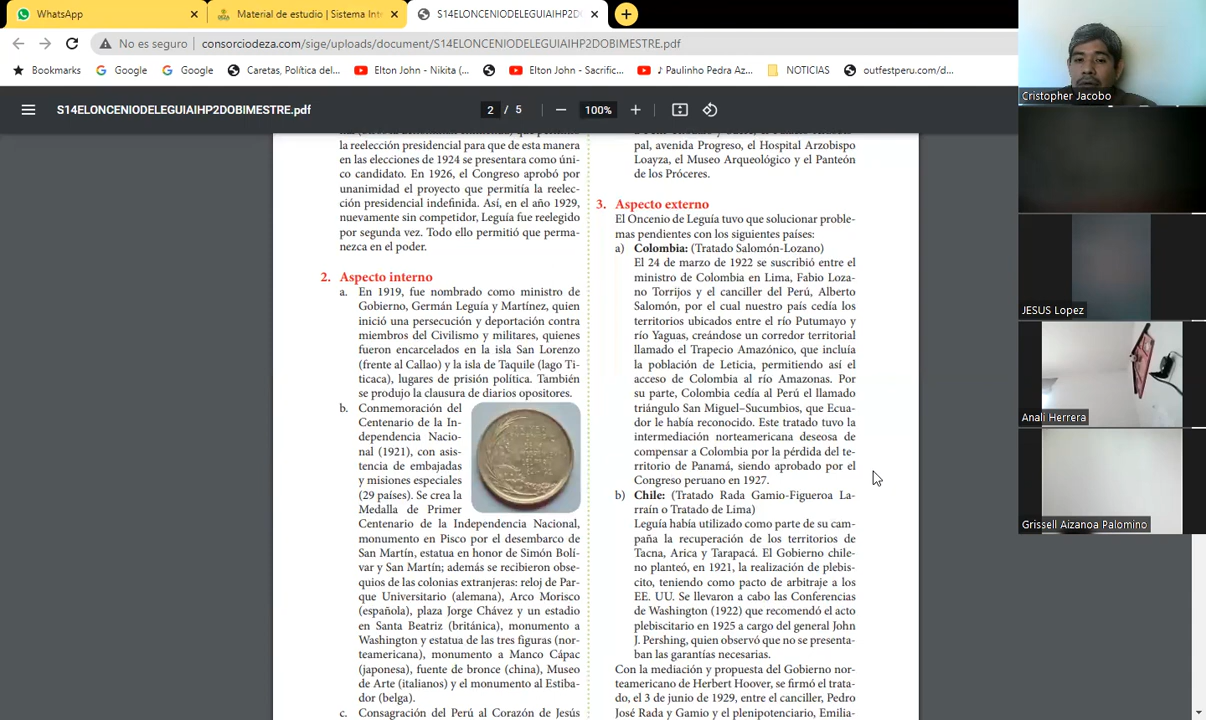 WhatsApp
Material de estudio | Sistema Int
S14ELONCENIODELEGUIAIHP2D
No es seguro
consorciodeza.com/sige/uploads/document/S14ELONCENIODELEGUIAIHP2DOBIMESTRE.pdf
Bookmarks
Google
Google
Caretas, Política del...
Elton John - Nikita (...
Elton John - Sacrific...
♪ Paulinho Pedra Az...
NOTICIAS
outfestperu.com/d...
S14ELONCENIODELEGUIAIHP2DOBIMESTRE.pdf
2 / 5
100%
la reelección presidencial para que de esta manera
en las elecciones de 1924 se presentara como úni-
co candidato. En 1926, el Congreso aprobó por
unanimidad el proyecto que permitía la reelec-
ción presidencial indefinida. Así, en el año 1929,
nuevamente sin competidor, Leguía fue reelegido
por segunda vez. Todo ello permitió que perma-
nezca en el poder.
2. Aspecto interno
a. En 1919, fue nombrado como ministro de
Gobierno, Germán Leguía y Martínez, quien
inició una persecución y deportación contra
miembros del Civilismo y militares, quienes
fueron encarcelados en la isla San Lorenzo
(frente al Callao) y la isla de Taquile (lago Ti-
ticaca), lugares de prisión política. También
se produjo la clausura de diarios opositores.
b. Conmemoración del
Centenario de la In-
dependencia Nacio-
nal (1921), con asis-
tencia de embajadas
y misiones especiales
(29 países). Se crea la
Medalla de Primer
Centenario de la Independencia Nacional,
monumento en Pisco por el desembarco de
San Martín, estatua en honor de Simón Bolí-
var y San Martín; además se recibieron obse-
quios de las colonias extranjeras: reloj de Par-
que Universitario (alemana), Arco Morisco
(española), plaza Jorge Chávez y un estadio
en Santa Beatriz (británica), monumento a
Washington y estatua de las tres figuras (nor-
teamericana), monumento a Manco Cápac
(japonesa), fuente de bronce (china), Museo
de Arte (italianos) y el monumento al Estiba-
dor (belga).
c. Consagración del Perú al Corazón de Jesús
pal, avenida Progreso, el Hospital Arzobispo
Loayza, el Museo Arqueológico y el Panteón
de los Próceres.
3. Aspecto externo
El Oncenio de Leguía tuvo que solucionar proble-
mas pendientes con los siguientes países:
a) Colombia: (Tratado Salomón-Lozano)
El 24 de marzo de 1922 se suscribió entre el
ministro de Colombia en Lima, Fabio Loza-
no Torrijos y el canciller del Perú, Alberto
Salomón, por el cual nuestro país cedía los
territorios ubicados entre el río Putumayo y
río Yaguas, creándose un corredor territorial
llamado el Trapecio Amazónico, que incluía
la población de Leticia, permitiendo así el
acceso de Colombia al río Amazonas. Por
su parte, Colombia cedía al Perú el llamado
triángulo San Miguel–Sucumbios, que Ecua-
dor le había reconocido. Este tratado tuvo la
intermediación norteamericana deseosa de
compensar a Colombia por la pérdida del te-
rritorio de Panamá, siendo aprobado por el
Congreso peruano en 1927.
b) Chile: (Tratado Rada Gamio-Figueroa La-
rraín o Tratado de Lima)
Leguía había utilizado como parte de su cam-
paña la recuperación de los territorios de
Tacna, Arica y Tarapacá. El Gobierno chile-
no planteó, en 1921, la realización de plebis-
cito, teniendo como pacto de arbitraje a los
EE. UU. Se llevaron a cabo las Conferencias
de Washington (1922) que recomendó el acto
plebiscitario en 1925 a cargo del general John
J. Pershing, quien observó que no se presenta-
ban las garantías necesarias.
Con la mediación y propuesta del Gobierno nor-
teamericano de Herbert Hoover, se firmó el trata-
do, el 3 de junio de 1929, entre el canciller, Pedro
José Rada y Gamio y el plenipotenciario, Emilia-
Cristopher Jacobo
JESUS Lopez
Anali Herrera
Grissell Aizanoa Palomino